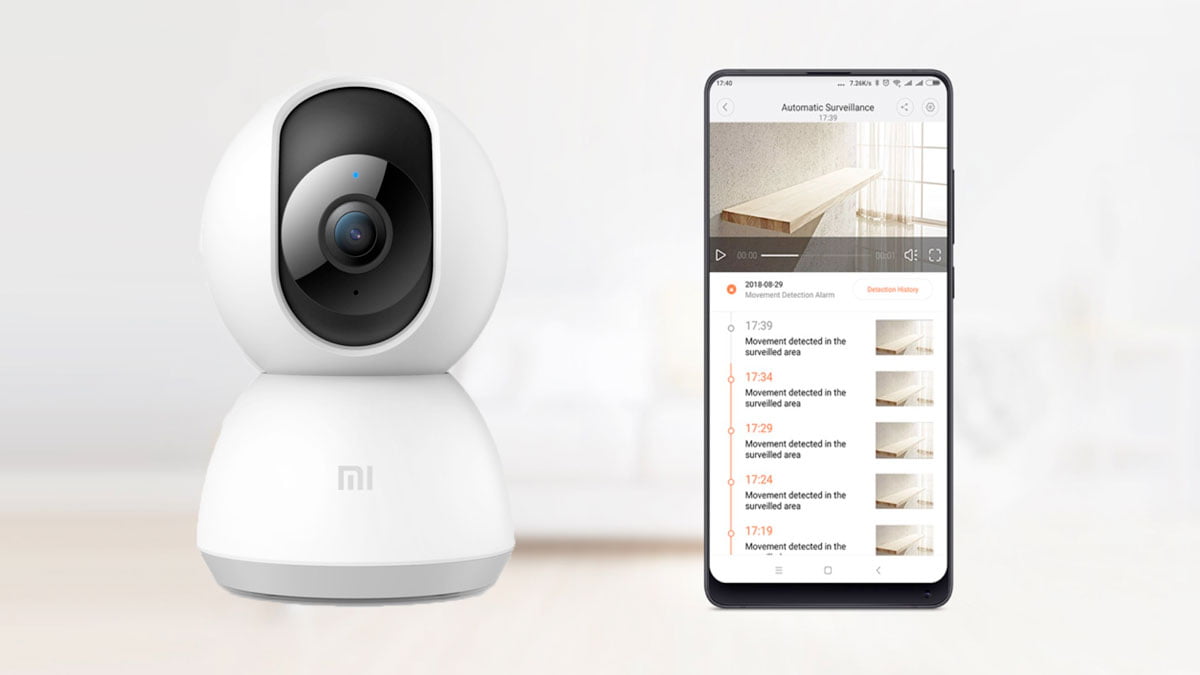 MI
17:40
... 7.26K/s
Automatic Surveillance
17:39
00:00
00:01
2018-08-29
Movement Detection Alarm
Detection History
17:39
Movement detected in the
surveilled area
17:34
Movement detected in the
surveilled area
17:29
Movement detected in the
surveilled area
17:24
Movement detected in the
surveilled area
17:19
Movement detected in the